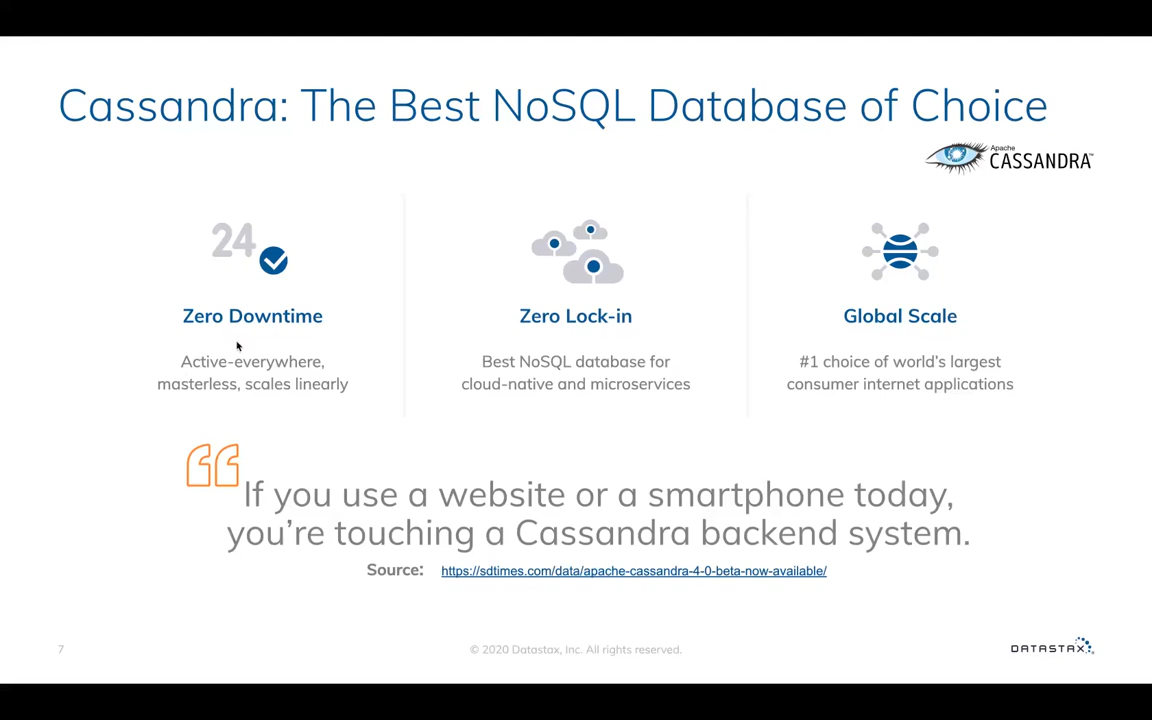 Cassandra: The Best NoSQL Database of Choice
Apache
CASSANDRA™
24
Zero Downtime
Active-everywhere,
masterless, scales linearly
Zero Lock-in
Best NoSQL database for
cloud-native and microservices
Global Scale
#1 choice of world's largest
consumer internet applications
“If you use a website or a smartphone today,
you're touching a Cassandra backend system.
Source: https://sdtimes.com/data/apache-cassandra-4-0-beta-now-available/
7
© 2020 Datastax, Inc. All rights reserved.
DATASTAX